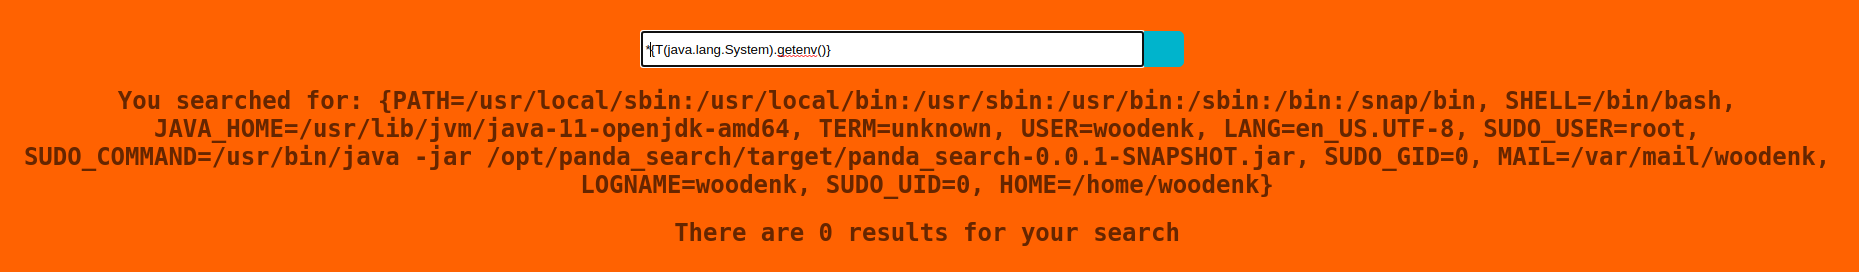 *{T(java.lang.System).getenv()}
You searched for: {PATH=/usr/local/sbin:/usr/local/bin:/usr/sbin:/usr/bin:/sbin:/bin:/snap/bin, SHELL=/bin/bash,
JAVA_HOME=/usr/lib/jvm/java-11-openjdk-amd64, TERM=unknown, USER=woodenk, LANG=en_US.UTF-8, SUDO_USER=root,
SUDO_COMMAND=/usr/bin/java -jar /opt/panda_search/target/panda_search-0.0.1-SNAPSHOT.jar, SUDO_GID=0, MAIL=/var/mail/woodenk,
LOGNAME=woodenk, SUDO_UID=0, HOME=/home/woodenk}
There are 0 results for your search